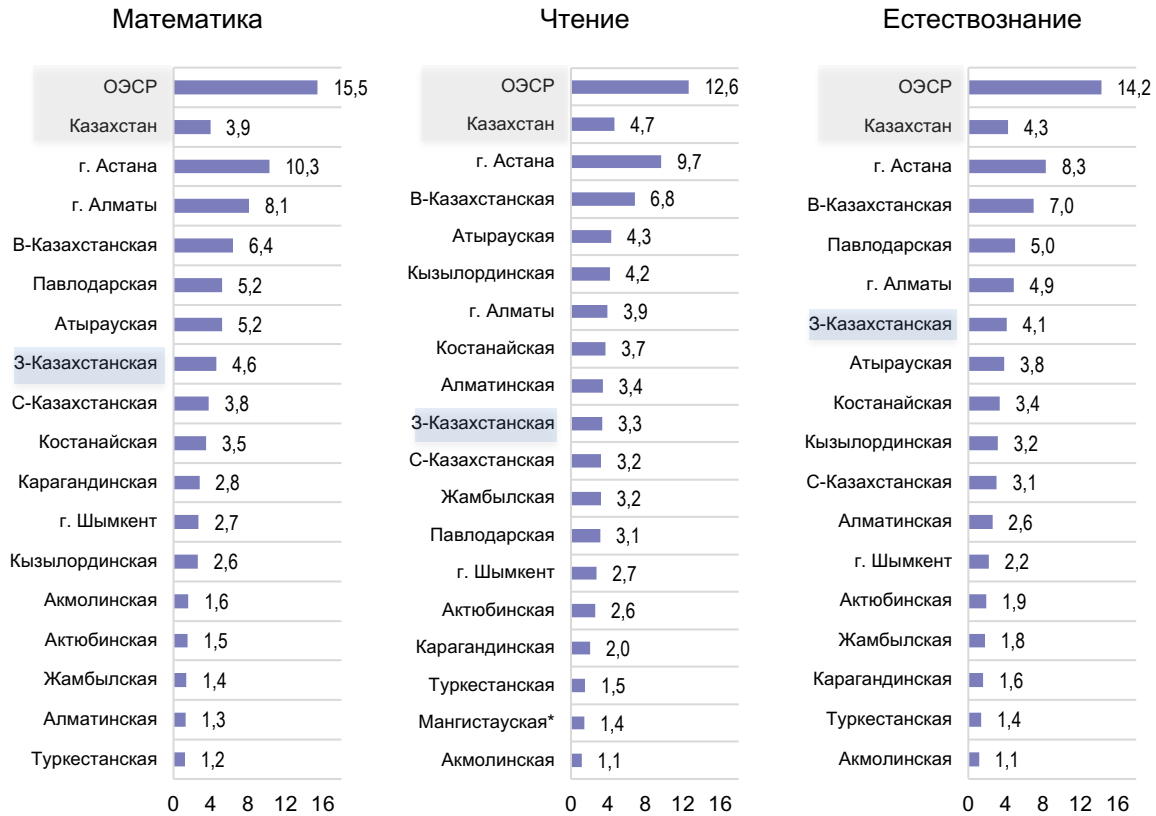 Математика
ОЭСР 15,5
Казахстан 3,9
г. Астана 10,3
г. Алматы 8,1
В-Казахстанская 6,4
Павлодарская 5,2
Атырауская 5,2
З-Казахстанская 4,6
С-Казахстанская 3,8
Костанайская 3,5
Карагандинская 2,8
г. Шымкент 2,7
Кызылординская 2,6
Акмолинская 1,6
Актюбинская 1,5
Жамбылская 1,4
Алматинская 1,3
Туркестанская 1,2
0 4 8 12 16
Чтение
ОЭСР 12,6
Казахстан 4,7
г. Астана 9,7
В-Казахстанская 6,8
Атырауская 4,3
Кызылординская 4,2
г. Алматы 3,9
Костанайская 3,7
Алматинская 3,4
З-Казахстанская 3,3
С-Казахстанская 3,2
Жамбылская 3,2
Павлодарская 3,1
г. Шымкент 2,7
Актюбинская 2,6
Карагандинская 2,0
Туркестанская 1,5
Мангистауская* 1,4
Акмолинская 1,1
0 4 8 12 16
Естествознание
ОЭСР 14,2
Казахстан 4,3
г. Астана 8,3
В-Казахстанская 7,0
Павлодарская 5,0
г. Алматы 4,9
З-Казахстанская 4,1
Атырауская 3,8
Костанайская 3,4
Кызылординская 3,2
С-Казахстанская 3,1
Алматинская 2,6
г. Шымкент 2,2
Актюбинская 1,9
Жамбылская 1,8
Карагандинская 1,6
Туркестанская 1,4
Акмолинская 1,1
0 4 8 12 16